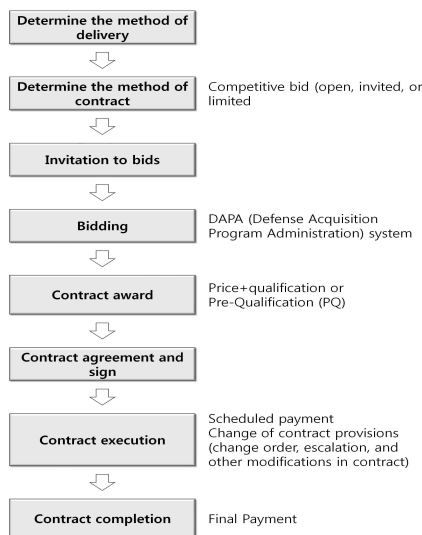 Determine the method of
delivery
Determine the method of
contract
Competitive bid (open, invited, or
limited
Invitation to bids
Bidding
DAPA (Defense Acquisition
Program Administration) system
Contract award
Price+qualification or
Pre-Qualification (PQ)
Contract agreement and
sign
Contract execution
Scheduled payment
Change of contract provisions
(change order, escalation, and
other modifications in contract)
Contract completion
Final Payment